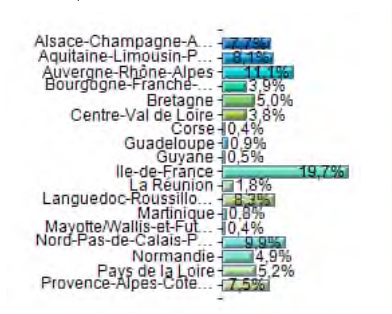 Alsace-Champagne-A... 7,7%
Aquitaine-Limousin-P... 8,1%
Auvergne-Rhône-Alpes 11,1%
Bourgogne-Franche-... 3,9%
Bretagne 5,0%
Centre-Val de Loire 3,8%
Corse 0,4%
Guadeloupe 0,9%
Guyane 0,5%
Ile-de-France 19,7%
La Réunion 1,8%
Languedoc-Roussillo... 8,3%
Martinique 0,8%
Mayotte/Wallis-et-Fut... 0,4%
Nord-Pas-de-Calais-P... 9,9%
Normandie 4,9%
Pays de la Loire 5,2%
Provence-Alpes-Côte... 7,5%